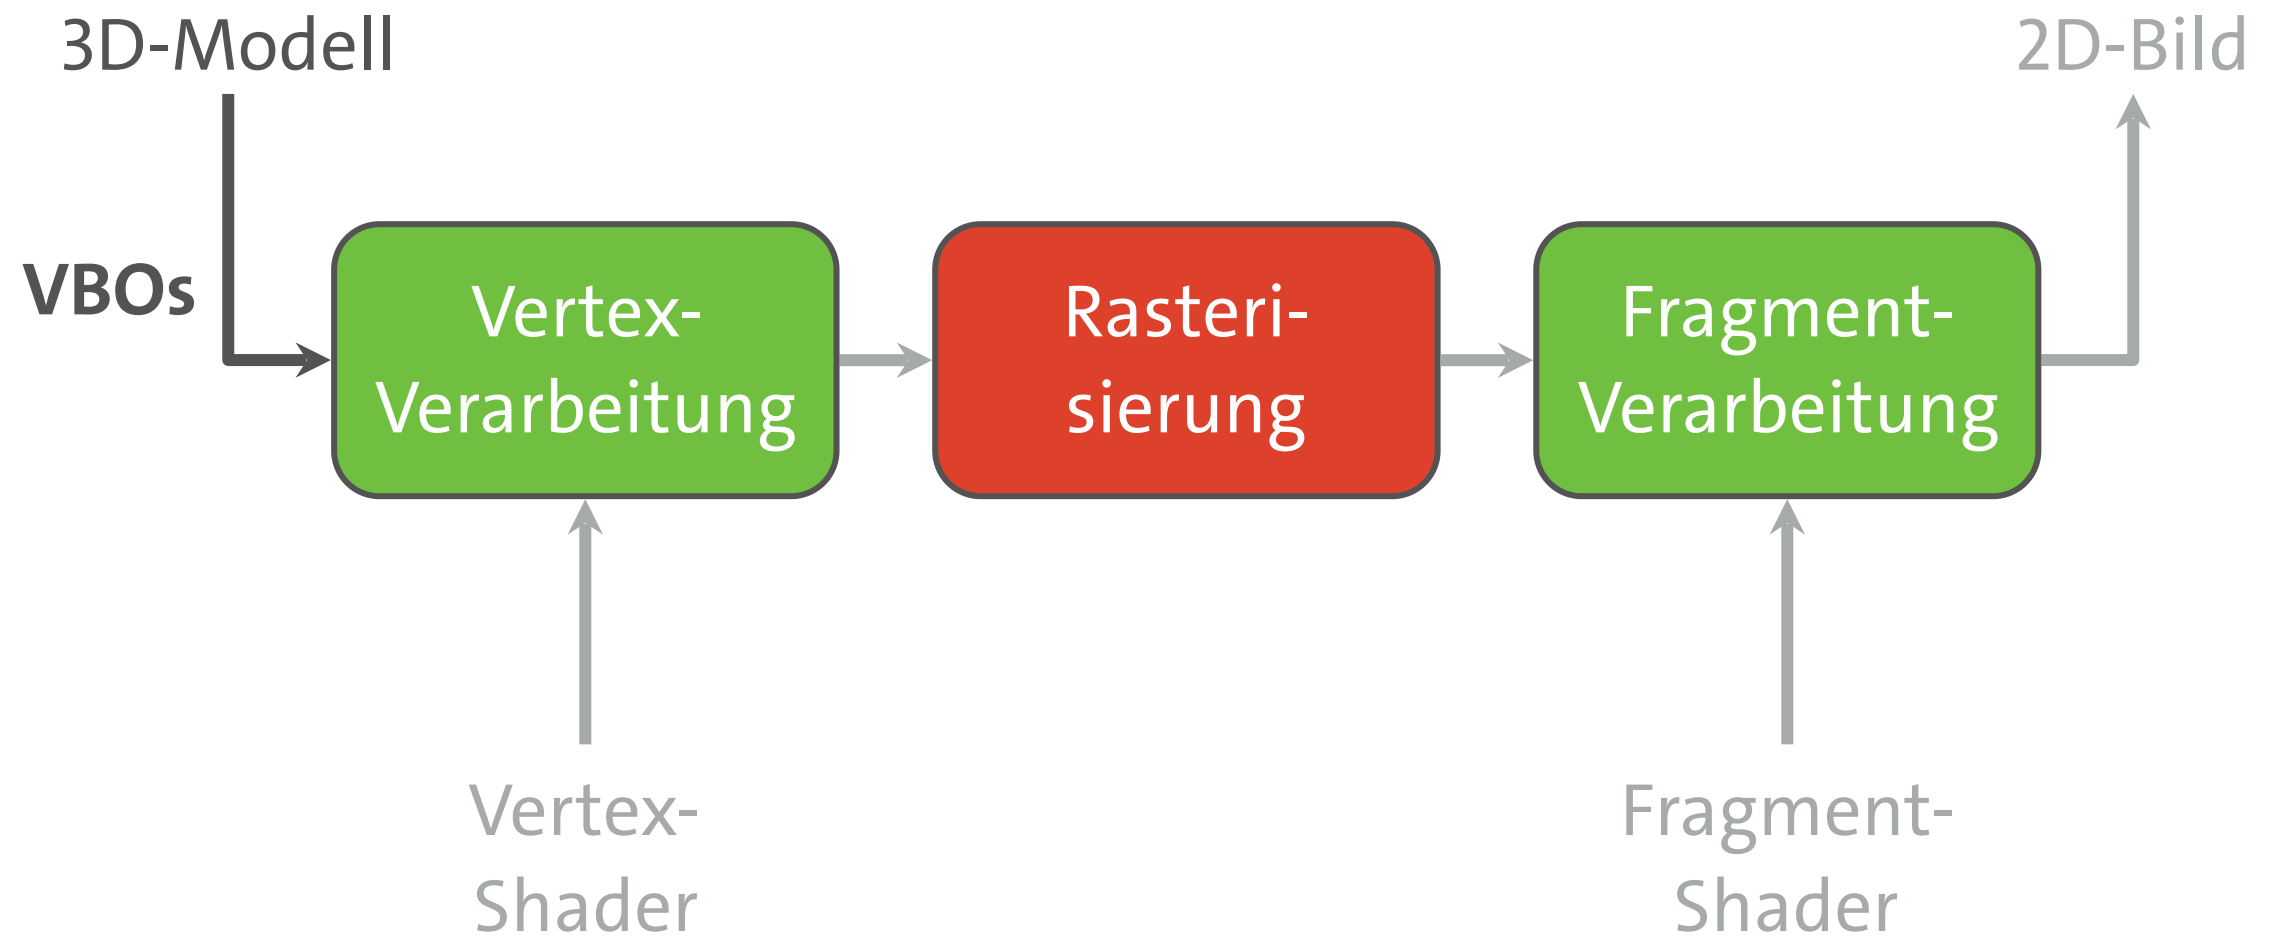 3D-Modell
2D-Bild
VBOs
Vertex-
Verarbeitung
Rasteri-
sierung
Fragment-
Verarbeitung
Vertex-
Shader
Fragment-
Shader